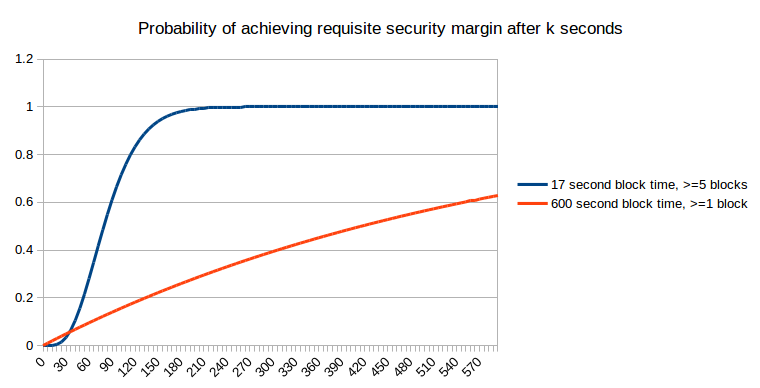 Probability of achieving requisite security margin after k seconds
1.2
1
0.8
0.6
0.4
0.2
0
0 30 60 90 120 150 180 210 240 270 300 330 360 390 420 450 480 510 540 570
17 second block time, >=5 blocks
600 second block time, >=1 block